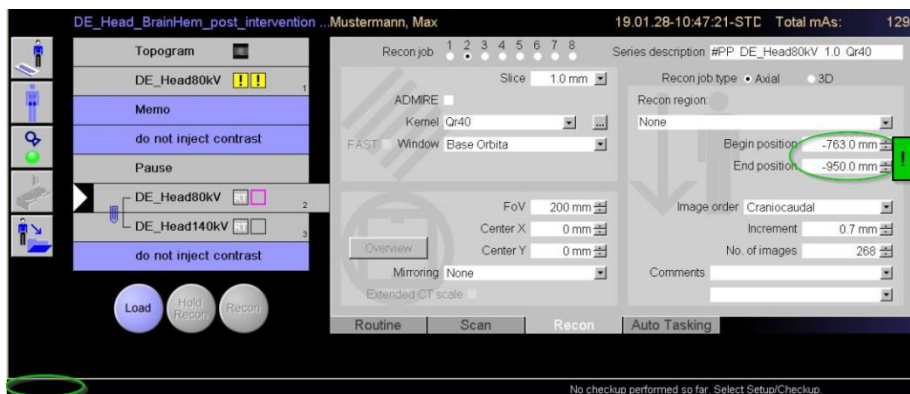 DE_Head_BrainHem_post_intervention ... Mustermann, Max 19.01.28-10:47:21-STD Total mAs: 129
Topogram
DE_Head80kV ! ! 1
Memo
do not inject contrast
Pause
DE_Head80kV 2
DE_Head140kV 3
do not inject contrast
Load
Hold Recon
Recon
Recon job 1 2 3 4 5 6 7 8
Slice 1.0 mm
ADMIRE
Kernel Qr40 ...
FAST Window Base Orbita
FoV 200 mm
Center X 0 mm
Overview Center Y 0 mm
Mirroring None
Extended CT scale
Series description #PP DE_Head80kV 1.0 Qr40
Recon job type Axial 3D
Recon region:
None
Begin position -763.0 mm
End position -950.0 mm
!
Image order Craniocaudal
Increment 0.7 mm
No. of images 268
Comments
Routine Scan Recon Auto Tasking
No checkup performed so far. Select Setup/Checkup.